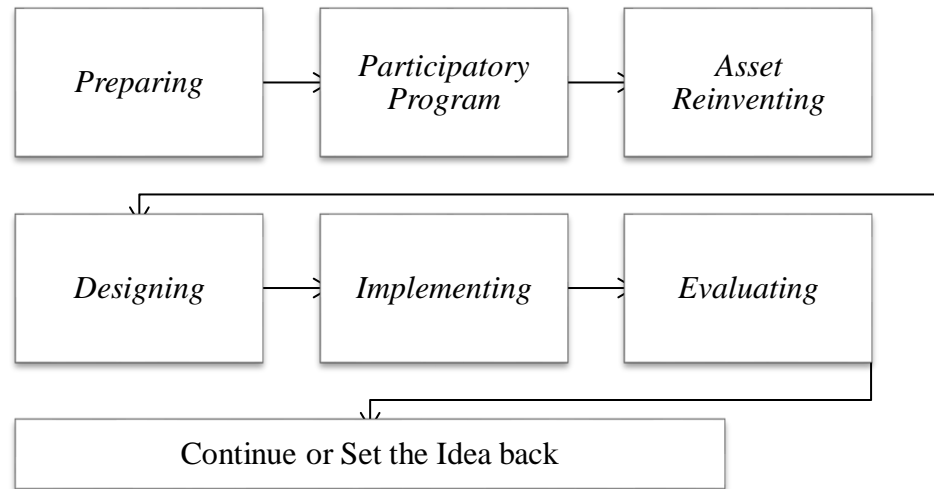 Preparing
Participatory
Program
Asset
Reinventing
Designing
Implementing
Evaluating
Continue or Set the Idea back